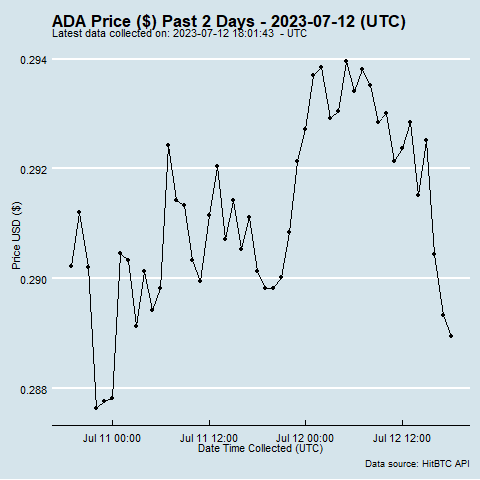 ADA Price ($) Past 2 Days - 2023-07-12 (UTC)
Latest data collected on: 2023-07-12 18:01:43  - UTC
0.294
0.292
0.290
0.288
Price USD ($)
Jul 11 00:00
Jul 11 12:00
Jul 12 00:00
Jul 12 12:00
Date Time Collected (UTC)
Data source: HitBTC API